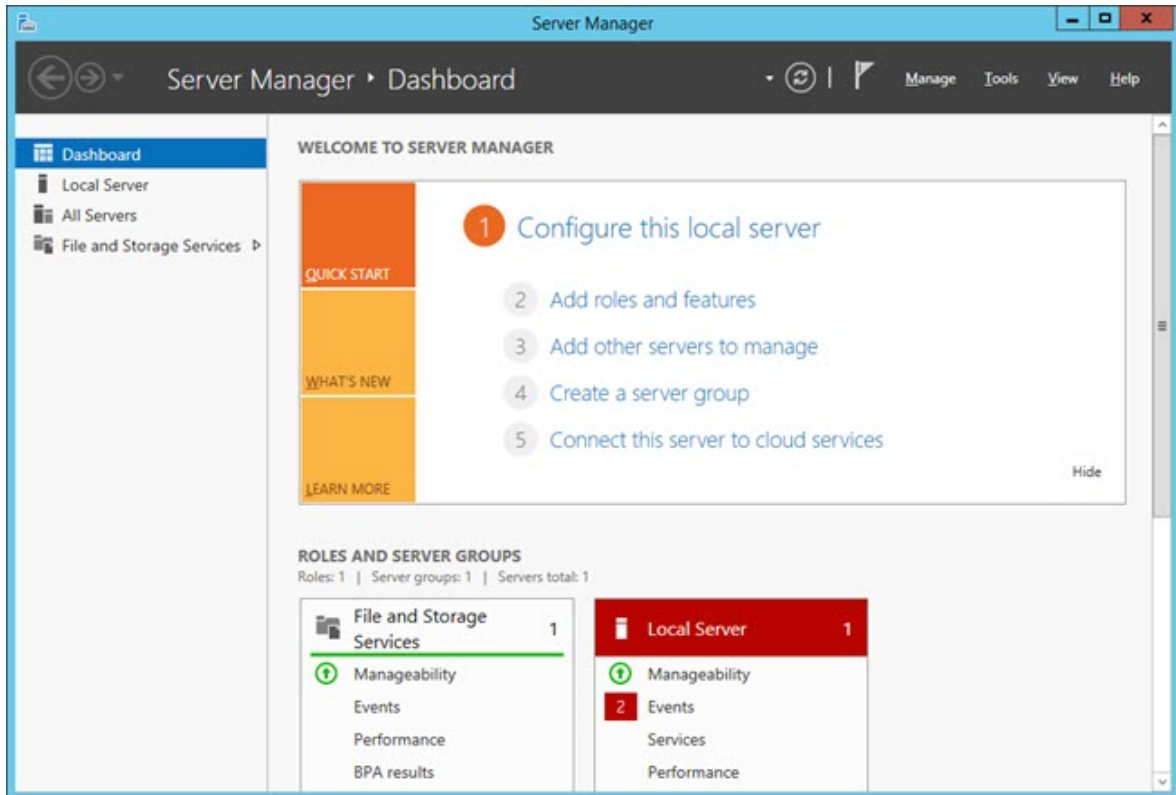 Server Manager
Server Manager ‣ Dashboard
Manage Tools View Help
Dashboard
Local Server
All Servers
File and Storage Services
WELCOME TO SERVER MANAGER
QUICK START
WHAT'S NEW
LEARN MORE
1 Configure this local server
2 Add roles and features
3 Add other servers to manage
4 Create a server group
5 Connect this server to cloud services
Hide
ROLES AND SERVER GROUPS
Roles: 1 | Server groups: 1 | Servers total: 1
File and Storage
Services 1
Manageability
Events
Performance
BPA results
Local Server 1
Manageability
2 Events
Services
Performance